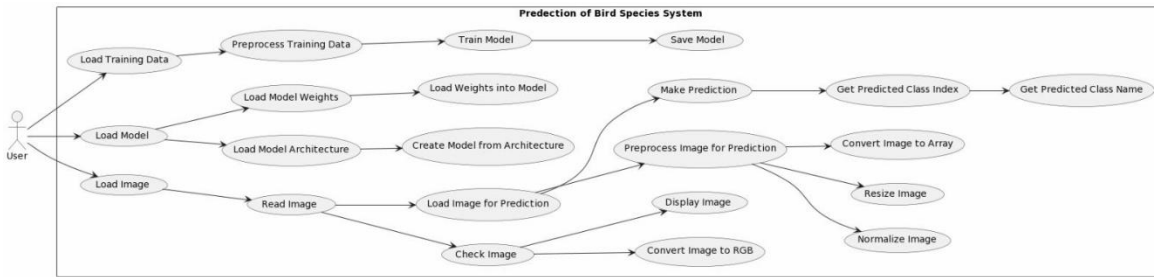 Predection of Bird Species System
Load Training Data
Preprocess Training Data
Train Model
Save Model
Load Model Weights
Load Weights into Model
Make Prediction
Get Predicted Class Index
Get Predicted Class Name
User
Load Model
Load Model Architecture
Create Model from Architecture
Preprocess Image for Prediction
Convert Image to Array
Load Image
Read Image
Load Image for Prediction
Display Image
Resize Image
Check Image
Convert Image to RGB
Normalize Image